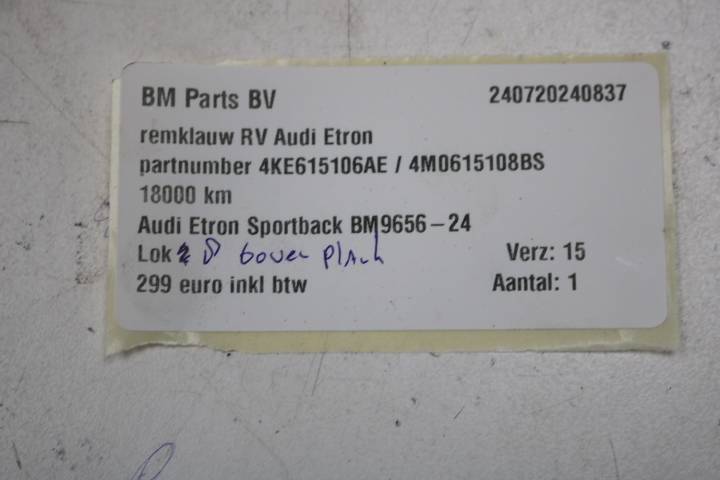 BM Parts BV 240720240837
remklauw RV Audi Etron
partnumber 4KE615106AE / 4M0615108BS
18000 km
Audi Etron Sportback BM9656-24
Lok boven Verz: 15
299 euro inkl btw Aantal: 1